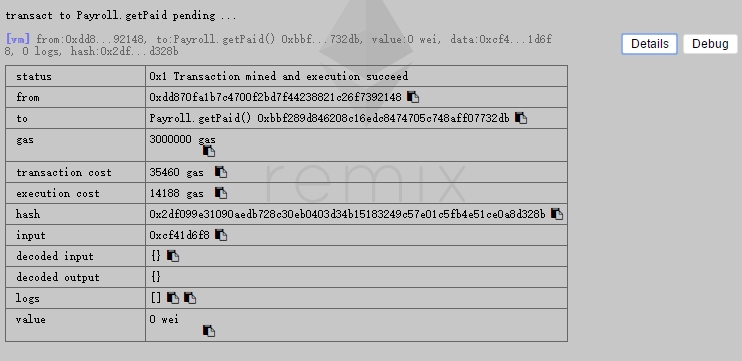 transact to Payroll.getPaid pending ...
[vm] from:0xdd8...92148, to:Payroll.getPaid() 0xbbf...732db, value:0 wei, data:0xcf4...1d6f
8, 0 logs, hash:0x2df...d328b
Details
Debug
status 0x1 Transaction mined and execution succeed
from 0xdd870fa1b7c4700f2bd7f44238821c26f7392148
to Payroll.getPaid() 0xbbf289d846208c16edc8474705c748aff07732db
gas 3000000 gas
transaction cost 35460 gas
execution cost 14188 gas
hash 0x2df099e31090aedb728c30eb0403d34b15183249c57e01c5fb4e51ce0a8d328b
input 0xcf41d6f8
decoded input {}
decoded output {}
logs []
value 0 wei
remix